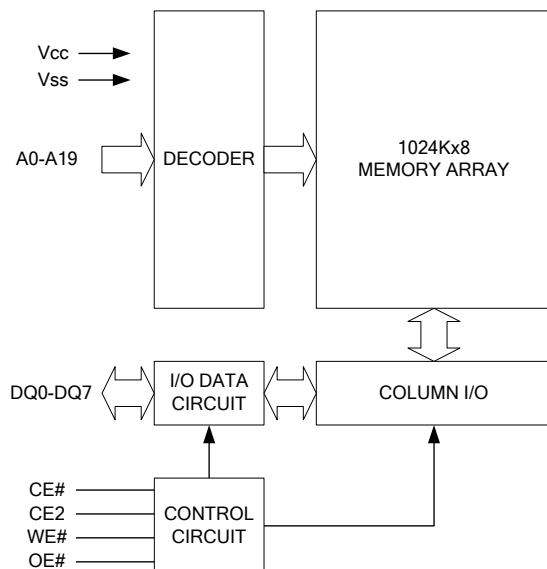 Vcc
Vss
A0-A19
DECODER
1024Kx8
MEMORY ARRAY
DQ0-DQ7
I/O DATA
CIRCUIT
COLUMN I/O
CE#
CE2
WE#
OE#
CONTROL
CIRCUIT